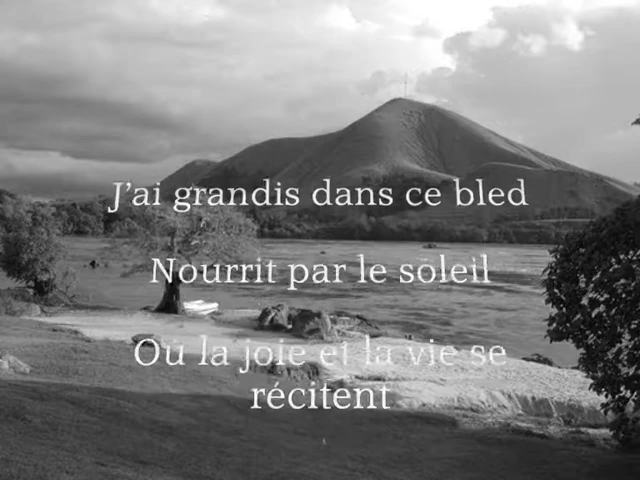 J'ai grandis dans ce bled
Nourrit par le soleil
Où la joie et la vie se
récitent